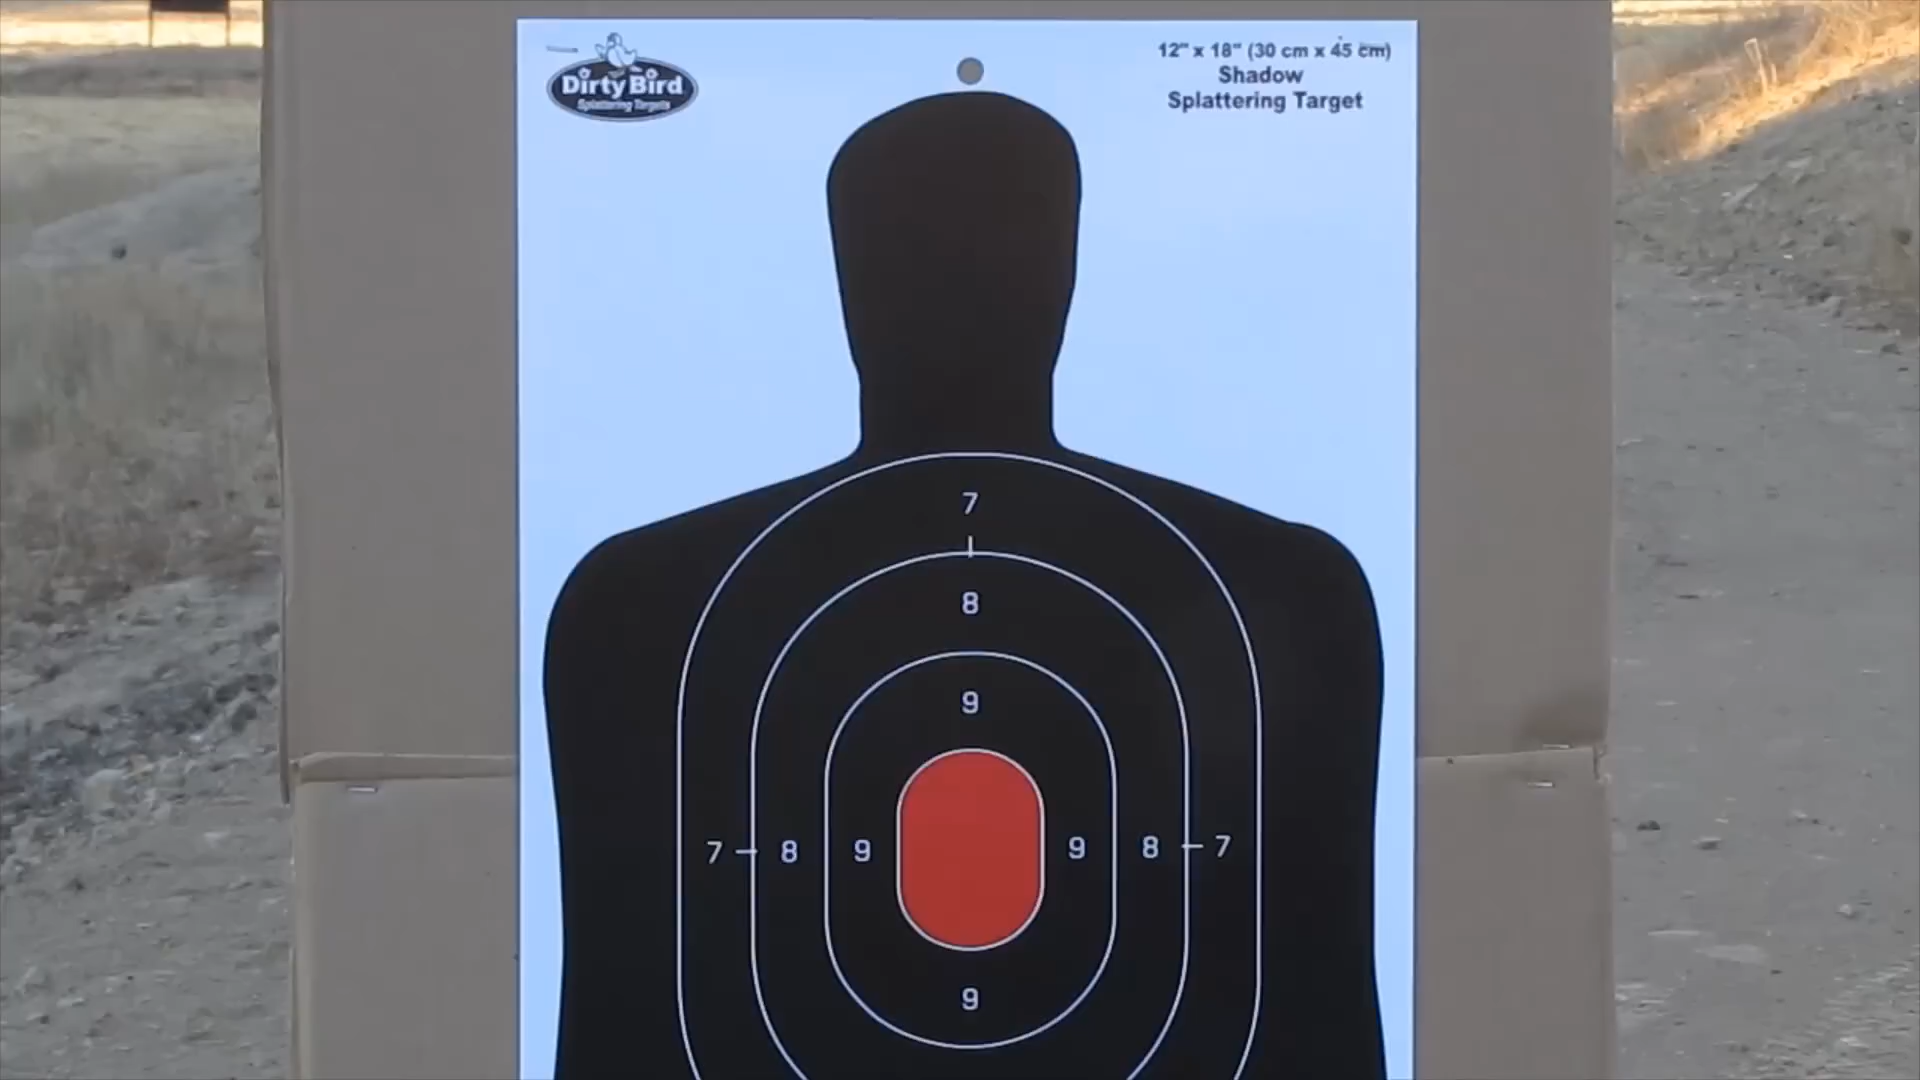 Dirty Bird
Splattering Targets
12" x 18" (30 cm x 45 cm)
Shadow
Splattering Target
7
8
9
7 8 9 9 8 7
9